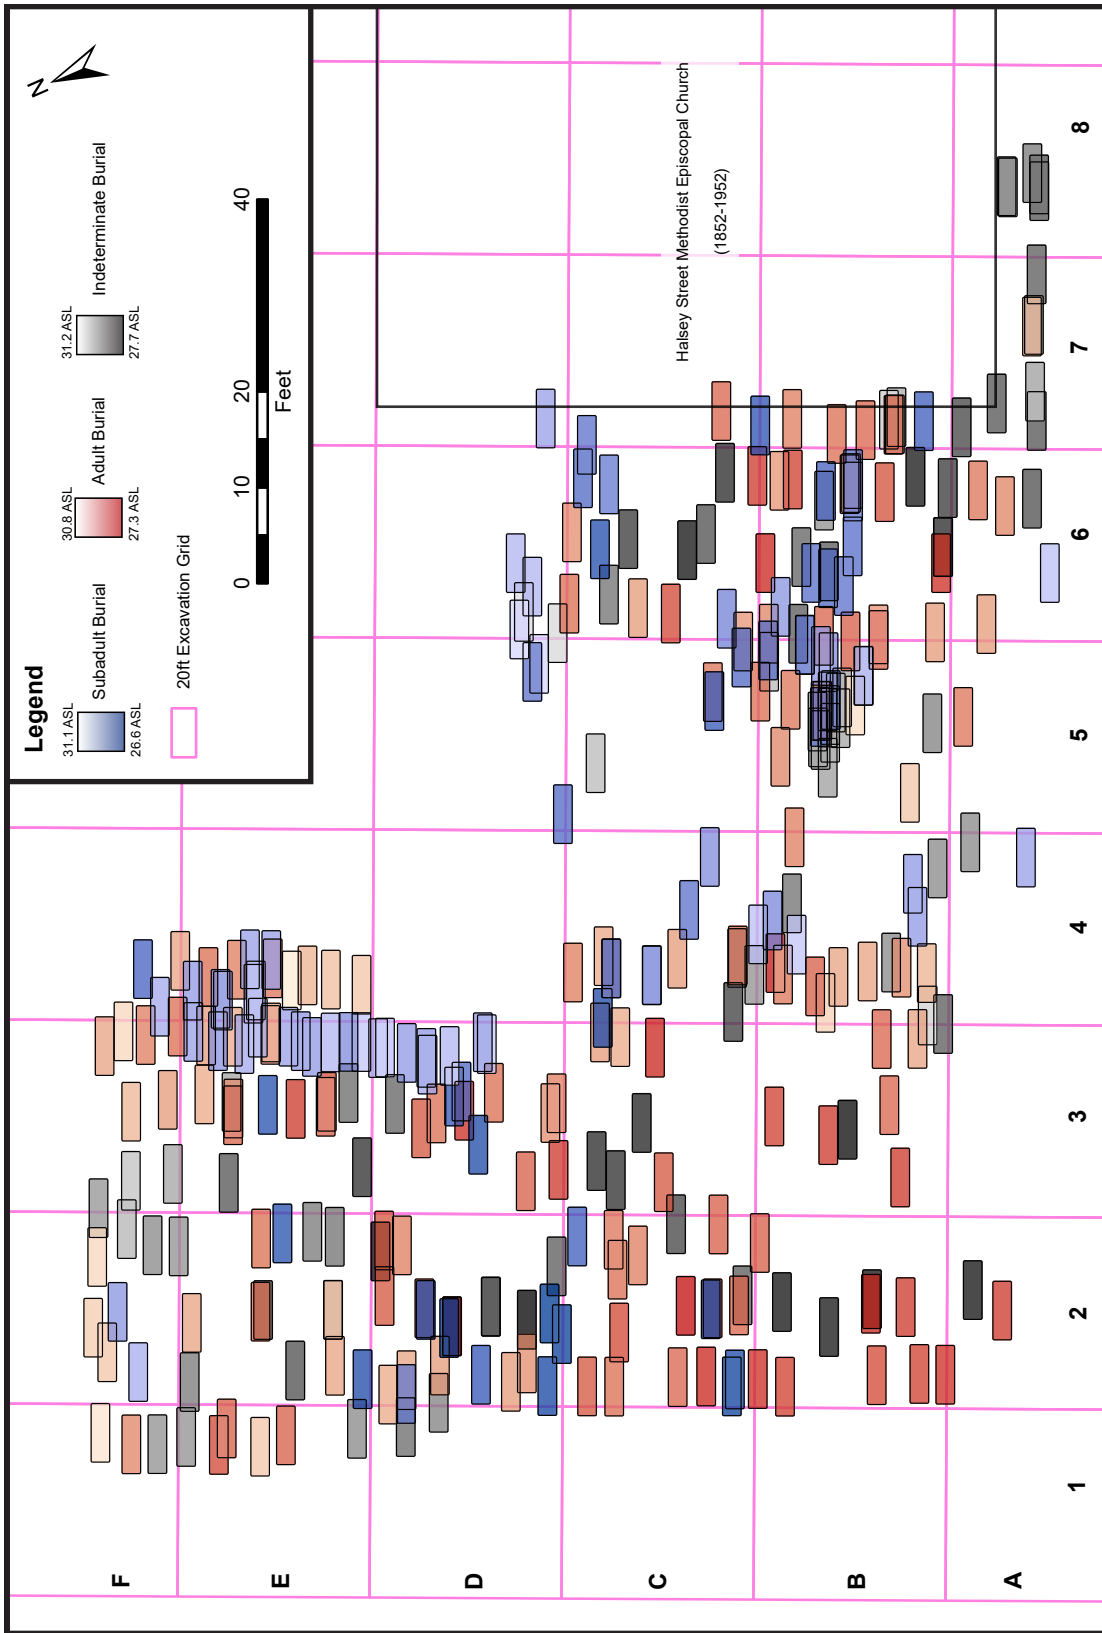 Legend
N
Subadult Burial
31.1 ASL
26.6 ASL
Adult Burial
30.8 ASL
27.3 ASL
Indeterminate Burial
31.2 ASL
27.7 ASL
20ft Excavation Grid
0
10
20
40
Feet
Halsey Street Methodist Episcopal Church
(1852-1952)
F
E
D
C
B
A
1
2
3
4
5
6
7
8